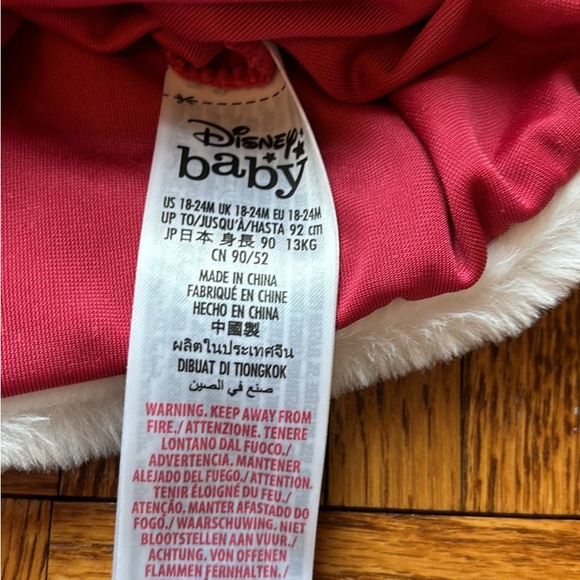 Disney
baby
US 18-24M UK 18-24M EU 18-24M
UP TO/JUSQU'À/HASTA 92 cm
JP日本 身長 90 13KG
CN 90/52
MADE IN CHINA
FABRIQUÉ EN CHINE
HECHO EN CHINA
中國製
ผลิตในประเทศจีน
DIBUAT DI TIONGKOK
صنع في الصين
WARNING. KEEP AWAY FROM
FIRE./ ATTENZIONE. TENERE
LONTANO DAL FUOCO./
ADVERTENCIA. MANTENER
ALEJADO DEL FUEGO./ATTENTION.
TENIR ÉLOIGNÉ DU FEU./
ATENÇÃO. MANTER AFASTADO DO
FOGO./ WAARSCHUWING. NIET
BLOOTSTELLEN AAN VUUR./
ACHTUNG. VON OFFENEN
FLAMMEN FERNHALTEN./